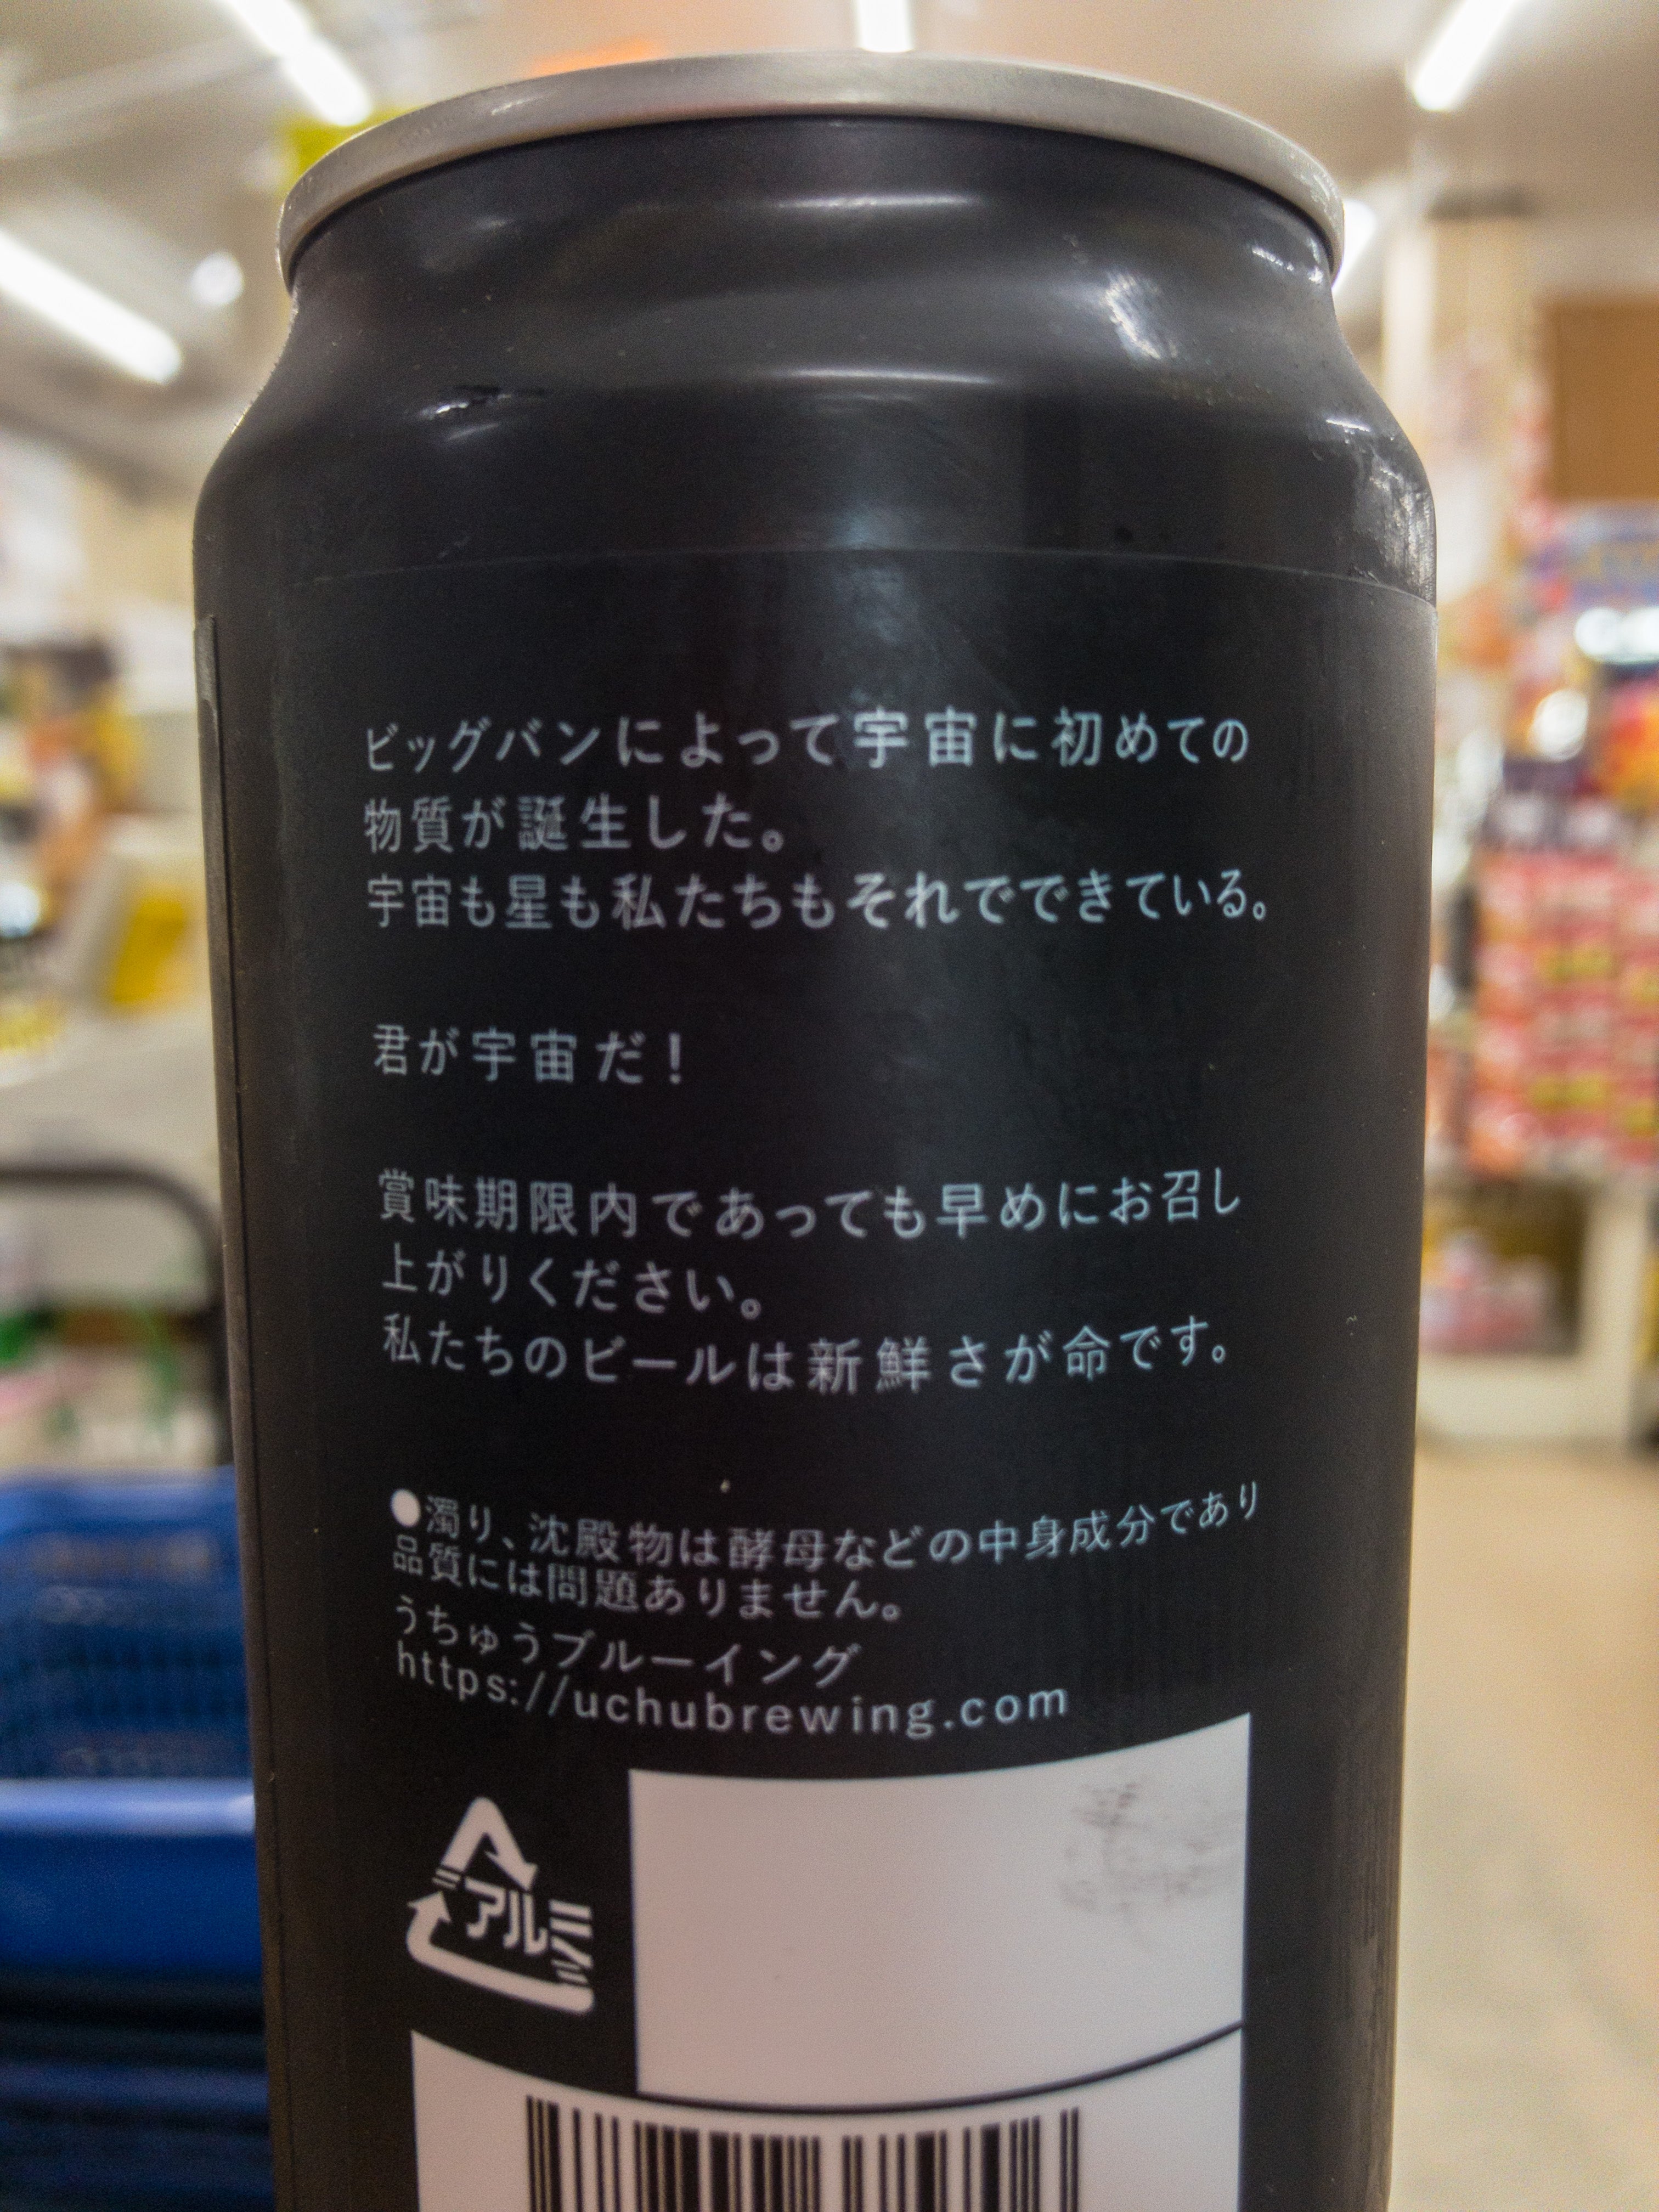 ビッグバンによって宇宙に初めての
物質が誕生した。
宇宙も星も私たちもそれでできている。
君が宇宙だ！
賞味期限内であっても早めにお召し
上がりください。
私たちのビールは新鮮さが命です。
●濁り、沈殿物は酵母などの中身成分であり
品質には問題ありません。
うちゅうブルーイング
https://uchubrewing.com
アルミ